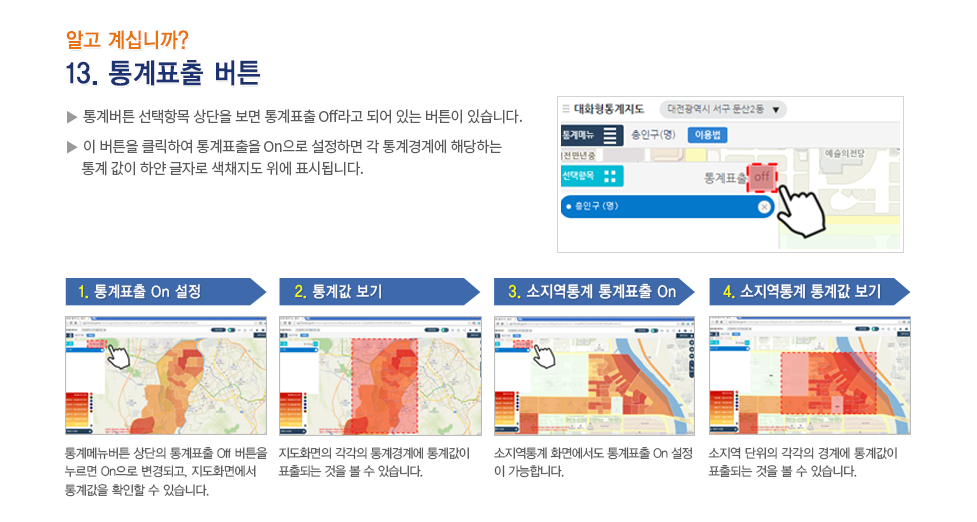 알고 계십니까?
13. 통계표출 버튼
▶ 통계버튼 선택항목 상단을 보면 통계표출 Off라고 되어 있는 버튼이 있습니다.
▶ 이 버튼을 클릭하여 통계표출을 On으로 설정하면 각 통계경계에 해당하는
통계 값이 하얀 글자로 색채지도 위에 표시됩니다.
대화형통계지도 대전광역시 서구 둔산2동 ▼
통계메뉴 총인구(명) 이용법
전만년중
예술의전당
선택항목 통계표출 off
총인구 (명)
1. 통계표출 On 설정
2. 통계값 보기
3. 소지역통계 통계표출 On
4. 소지역통계 통계값 보기
통계메뉴버튼 상단의 통계표출 Off 버튼을
누르면 On으로 변경되고, 지도화면에서
통계값을 확인할 수 있습니다.
지도화면의 각각의 통계경계에 통계값이
표출되는 것을 볼 수 있습니다.
소지역통계 화면에서도 통계표출 On 설정
이 가능합니다.
소지역 단위의 각각의 경계에 통계값이
표출되는 것을 볼 수 있습니다.